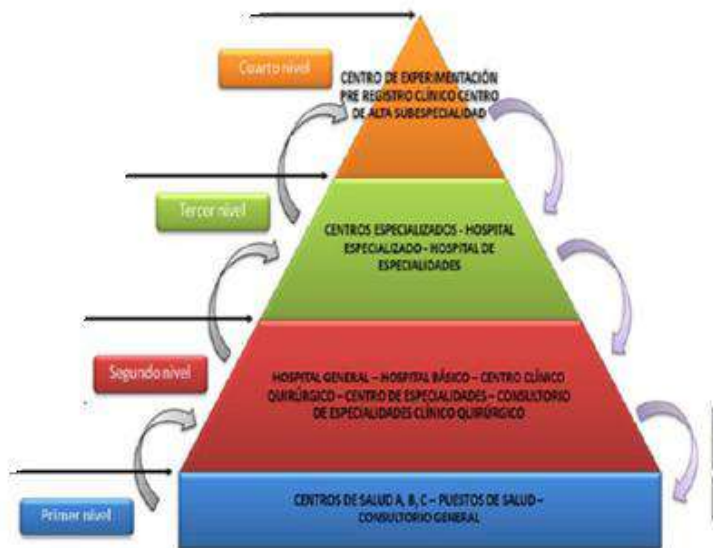 Cuarto nivel
CENTRO DE EXPERIMENTACIÓN
PRE REGISTRO CLÍNICO CENTRO
DE ALTA SUBESPECIALIDAD
Tercer nivel
CENTROS ESPECIALIZADOS - HOSPITAL
ESPECIALIZADO - HOSPITAL DE
ESPECIALIDADES
Segundo nivel
HOSPITAL GENERAL – HOSPITAL BÁSICO – CENTRO CLÍNICO
QUIRÚRGICO – CENTRO DE ESPECIALIDADES – CONSULTORIO
DE ESPECIALIDADES CLÍNICO QUIRÚRGICO
Primer nivel
CENTROS DE SALUD A, B, C – PUESTOS DE SALUD –
CONSULTORIO GENERAL